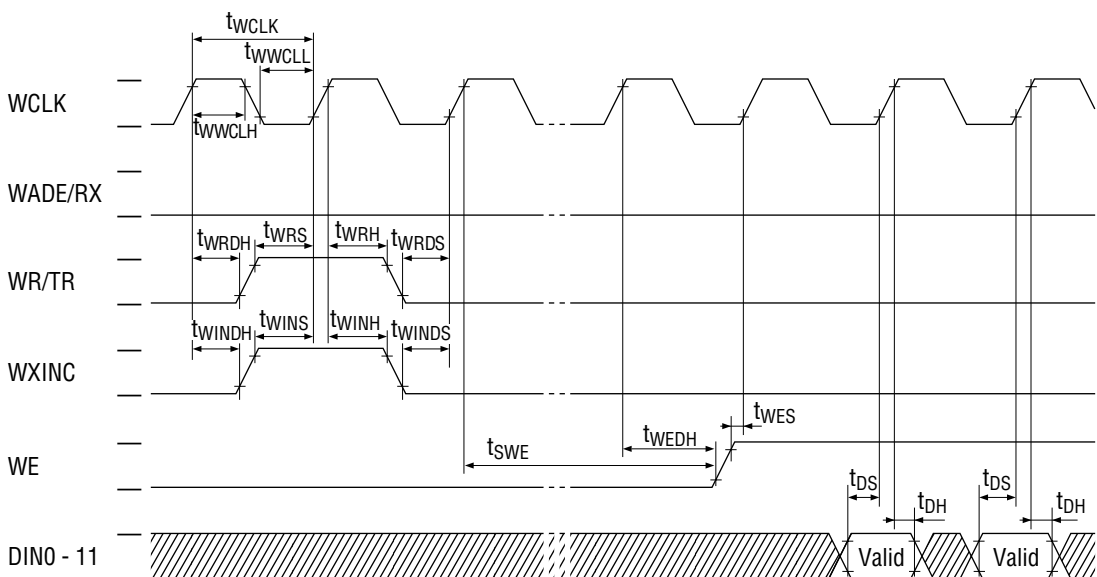 tWCLK
tWWCLL
WCLK
tWWCLH
WADE/RX
tWRDH tWRS tWRH tWRDS
WR/TR
tWINDH tWINS tWINH tWINDS
WXINC
tWES
tSWE tWEDH
WE
tDS tDS
tDH tDH
DIN0 - 11 Valid Valid